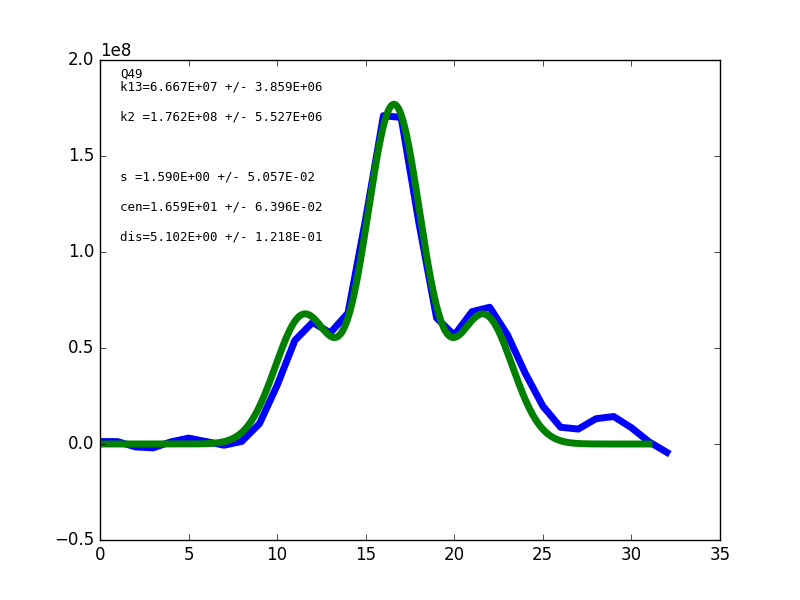 1e8
Q49
k13=6.667E+07 +/- 3.859E+06
k2 =1.762E+08 +/- 5.527E+06
s =1.590E+00 +/- 5.057E-02
cen=1.659E+01 +/- 6.396E-02
dis=5.102E+00 +/- 1.218E-01
2.0
1.5
1.0
0.5
0.0
−0.5
0 5 10 15 20 25 30 35